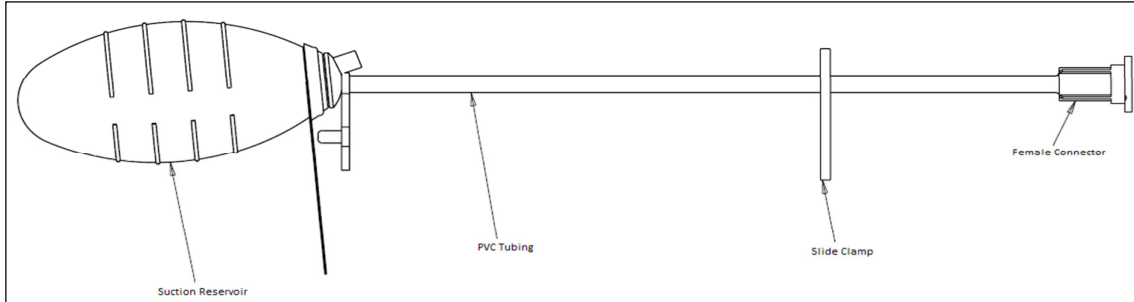 Female Connector
PVC Tubing
Slide Clamp
Suction Reservoir